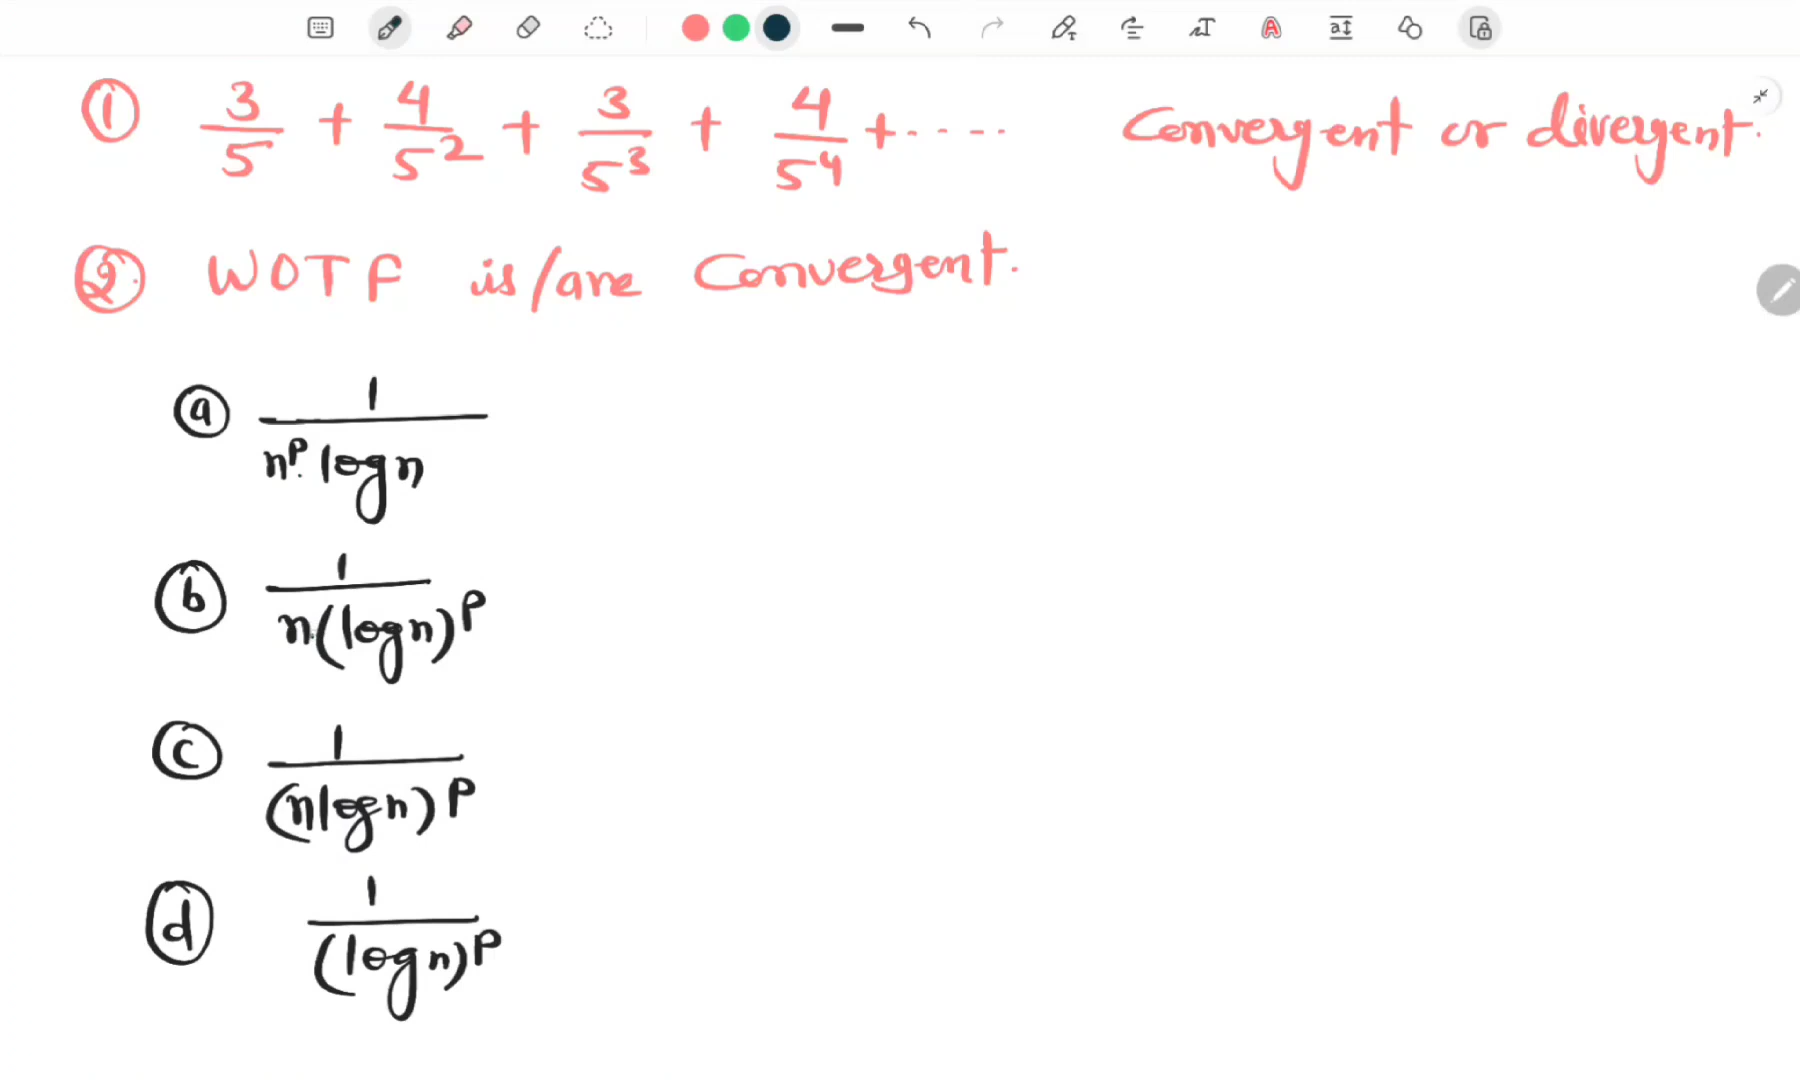 ① 3/5 + 4/5² + 3/5³ + 4/5⁴ +---- Convergent or divergent.
② WOTF is/are Convergent.
ⓐ 1/(nᵖ log n)
ⓑ 1/(n(log n)ᵖ)
ⓒ 1/(n log n)ᵖ
ⓓ 1/(log n)ᵖ